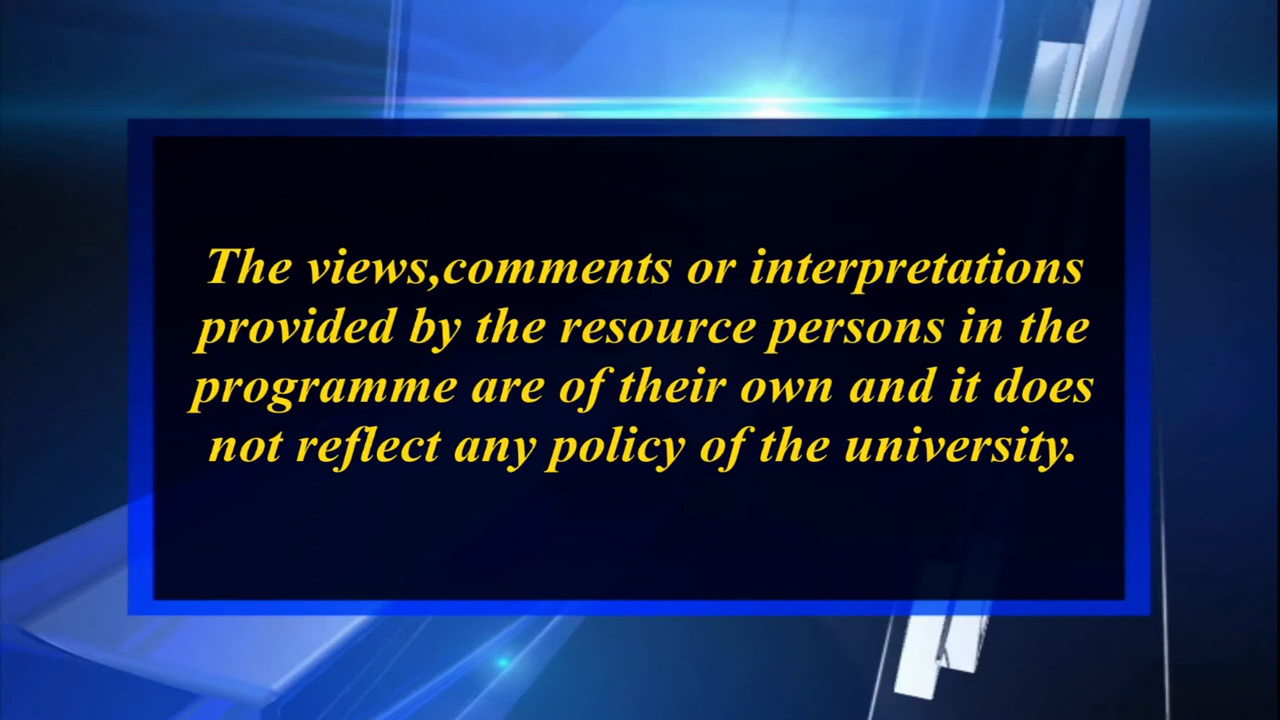 The views,comments or interpretations
provided by the resource persons in the
programme are of their own and it does
not reflect any policy of the university.